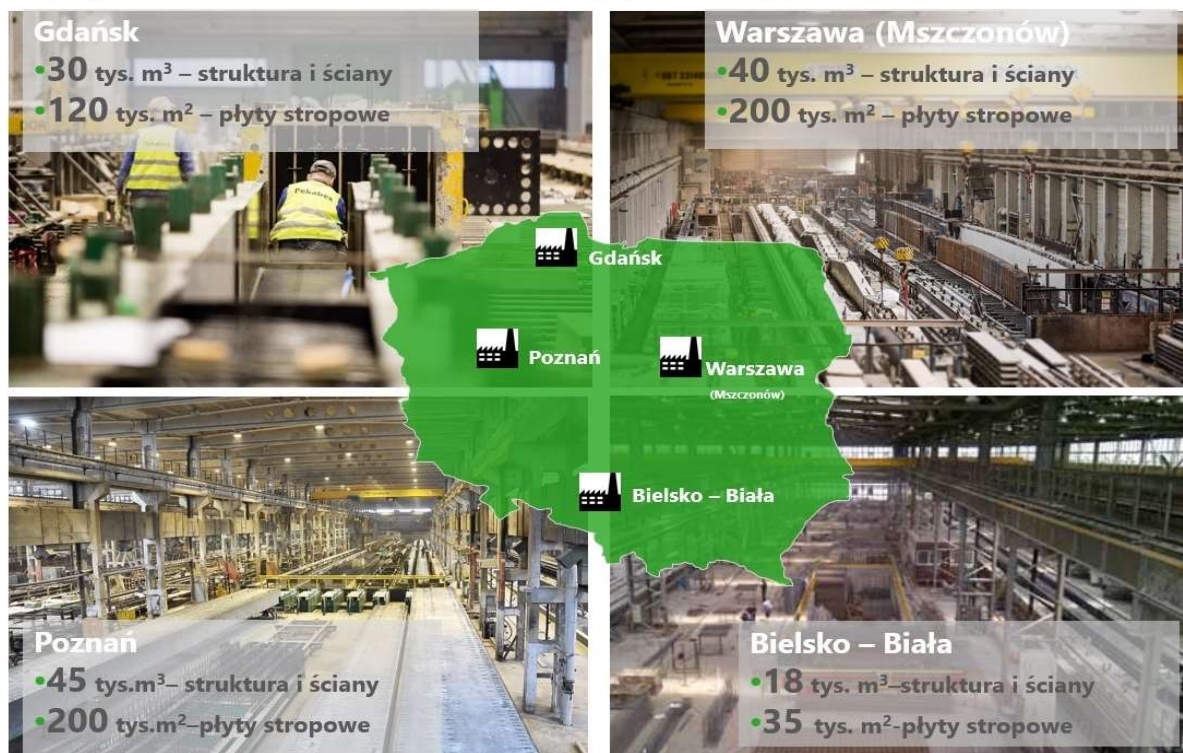 Gdańsk
•30 tys. m³ – struktura i ściany
•120 tys. m² – płyty stropowe
Warszawa (Mszczonów)
•40 tys. m³ – struktura i ściany
•200 tys. m² – płyty stropowe
Pekabex
Gdańsk
Poznań
Warszawa
(Mszczonów)
Bielsko – Biała
Poznań
•45 tys.m³– struktura i ściany
•200 tys.m²–płyty stropowe
Bielsko – Biała
•18 tys. m³–struktura i ściany
•35 tys. m²-płyty stropowe